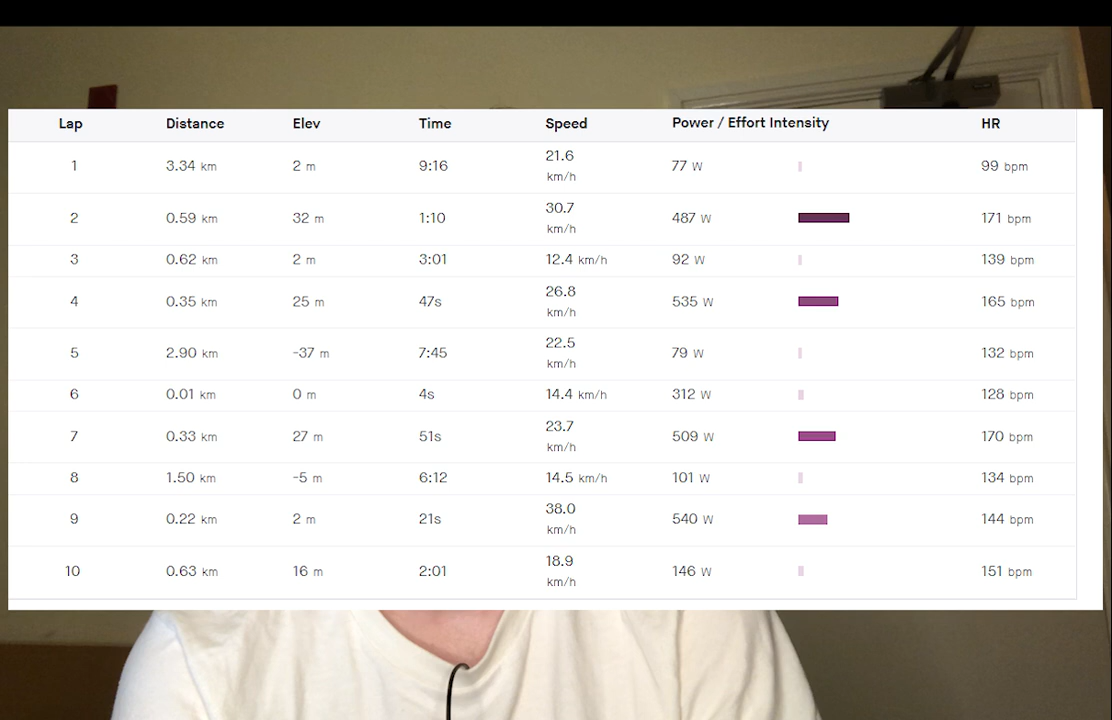 Lap Distance Elev Time Speed Power / Effort Intensity HR
1 3.34 km 2 m 9:16 21.6 km/h 77 W 99 bpm
2 0.59 km 32 m 1:10 30.7 km/h 487 W 171 bpm
3 0.62 km 2 m 3:01 12.4 km/h 92 W 139 bpm
4 0.35 km 25 m 47s 26.8 km/h 535 W 165 bpm
5 2.90 km -37 m 7:45 22.5 km/h 79 W 132 bpm
6 0.01 km 0 m 4s 14.4 km/h 312 W 128 bpm
7 0.33 km 27 m 51s 23.7 km/h 509 W 170 bpm
8 1.50 km -5 m 6:12 14.5 km/h 101 W 134 bpm
9 0.22 km 2 m 21s 38.0 km/h 540 W 144 bpm
10 0.63 km 16 m 2:01 18.9 km/h 146 W 151 bpm